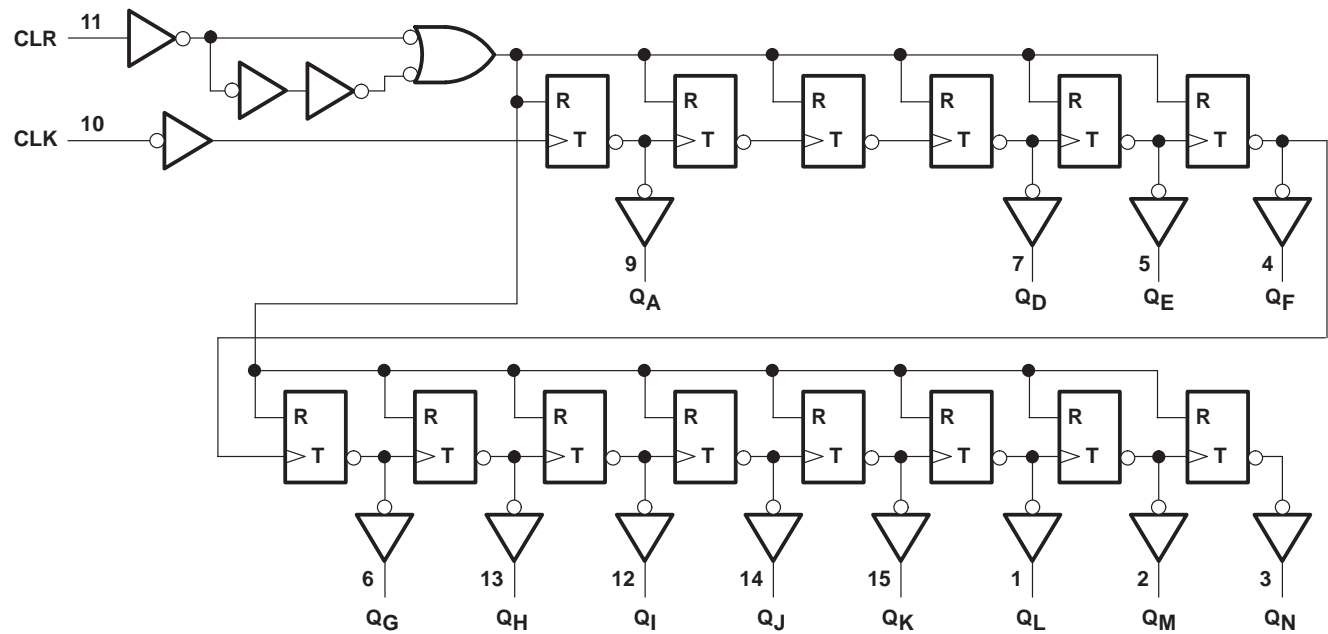 CLR 11
CLK 10
R R R R R R
T T T T T T
9 7 5 4
QA QD QE QF
R R R R R R R R
T T T T T T T T
6 13 12 14 15 1 2 3
QG QH QI QJ QK QL QM QN